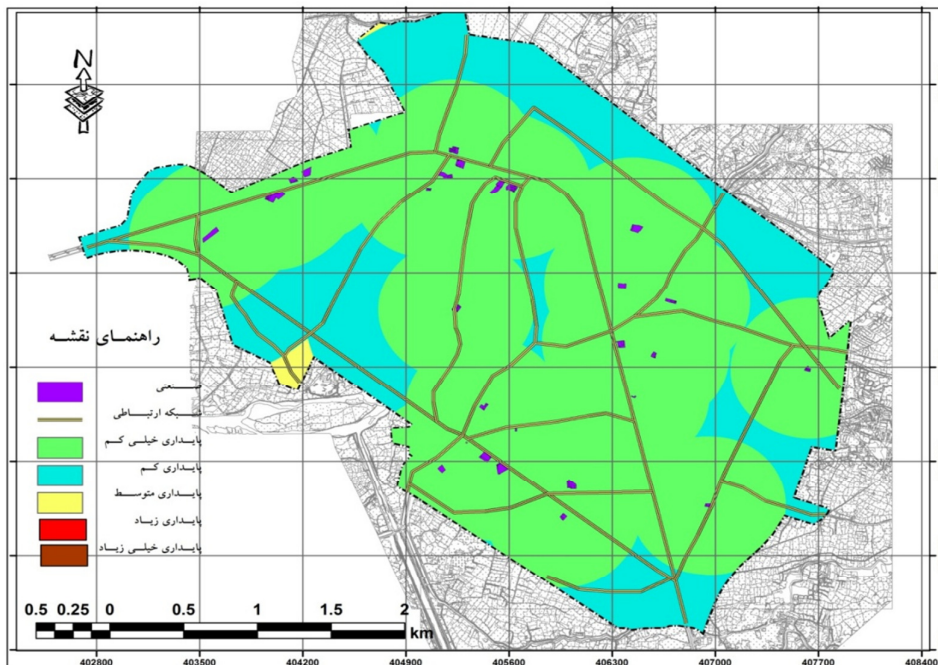 N
راهنمای نقشه
صنعتی
شبکه ارتباطی
پایداری خیلی کم
پایداری کم
پایداری متوسط
پایداری زیاد
پایداری خیلی زیاد
0.5 0.25 0 0.5 1 1.5 2
km
402800 403500 404200 404900 405600 406300 407000 407700 408400